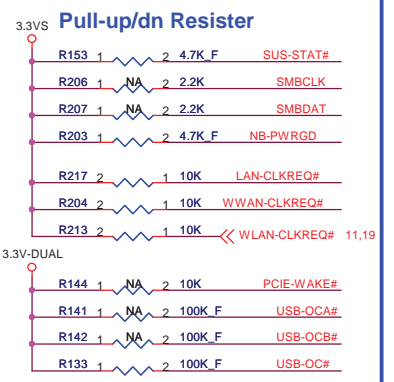 3.3VS Pull-up/dn Resister
R153 1 2 4.7K_F SUS-STAT#
R206 1 NA 2 2.2K SMBCLK
R207 1 NA 2 2.2K SMBDAT
R203 1 2 4.7K_F NB-PWRGD
R217 2 1 10K LAN-CLKREQ#
R204 2 1 10K WWAN-CLKREQ#
R213 2 1 10K WLAN-CLKREQ# 11,19
3.3V-DUAL
R144 1 NA 2 10K PCIE-WAKE#
R141 1 NA 2 100K_F USB-OCA#
R142 1 NA 2 100K_F USB-OCB#
R133 1 2 100K_F USB-OC#